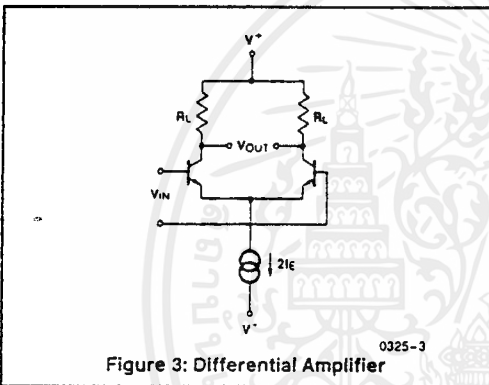 V+
RL
RL
VOUT
VIN
2IE
V-
0325-3
Figure 3: Differential Amplifier